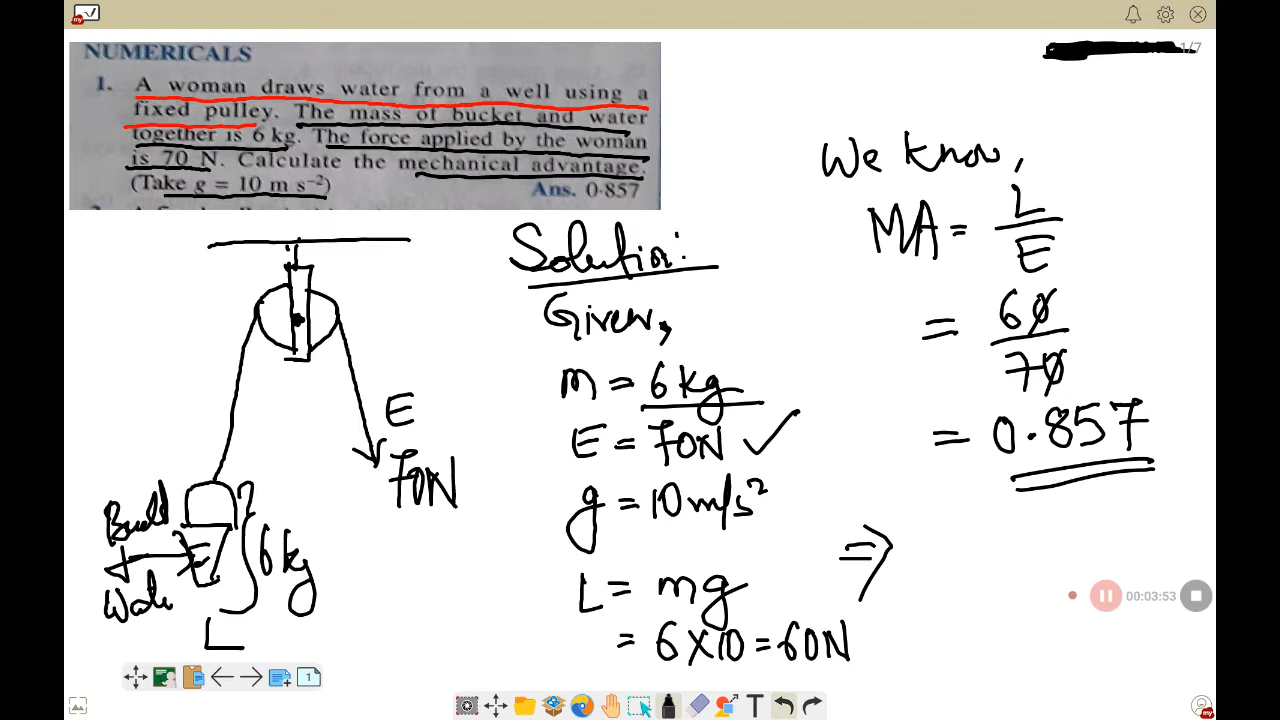 NUMERICALS
1. A woman draws water from a well using a
fixed pulley. The mass of bucket and water
together is 6 kg. The force applied by the woman
is 70 N. Calculate the mechanical advantage.
(Take g = 10 m s⁻²) Ans. 0·857
1/7
E
70N
6 kg
L
Solution:
Given,
m = 6 kg
E = 70N ✓
g = 10 m/s²
L = mg
= 6 X 10 = 60N
We know,
MA = L/E
= 60/70
= 0.857
⇒
00:03:53
1
T
my
my